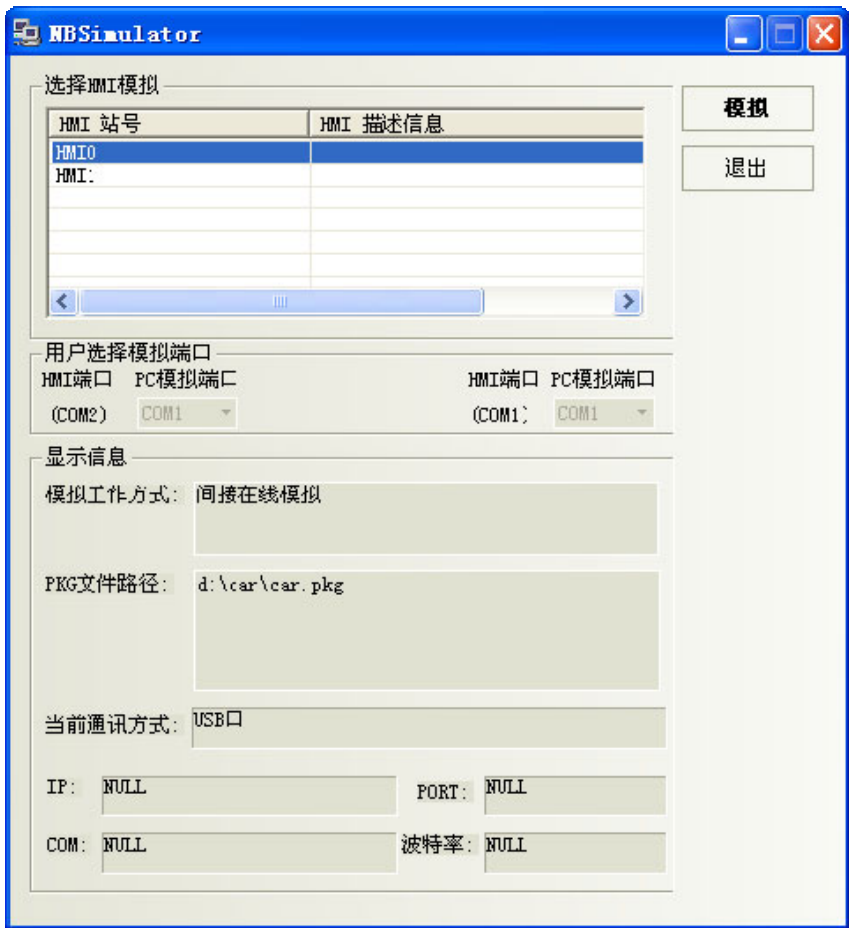 NBSimulator
选择HMI模拟
HMI 站号 HMI 描述信息
模拟
HMI0
退出
HMI:
用户选择模拟端口
HMI端口 PC模拟端口 HMI端口 PC模拟端口
(COM2) COM1 (COM1) COM1
显示信息
模拟工作方式: 间接在线模拟
PKG文件路径: d:\car\car.pkg
当前通讯方式: USB口
IP: NULL PORT: NULL
COM: NULL 波特率: NULL